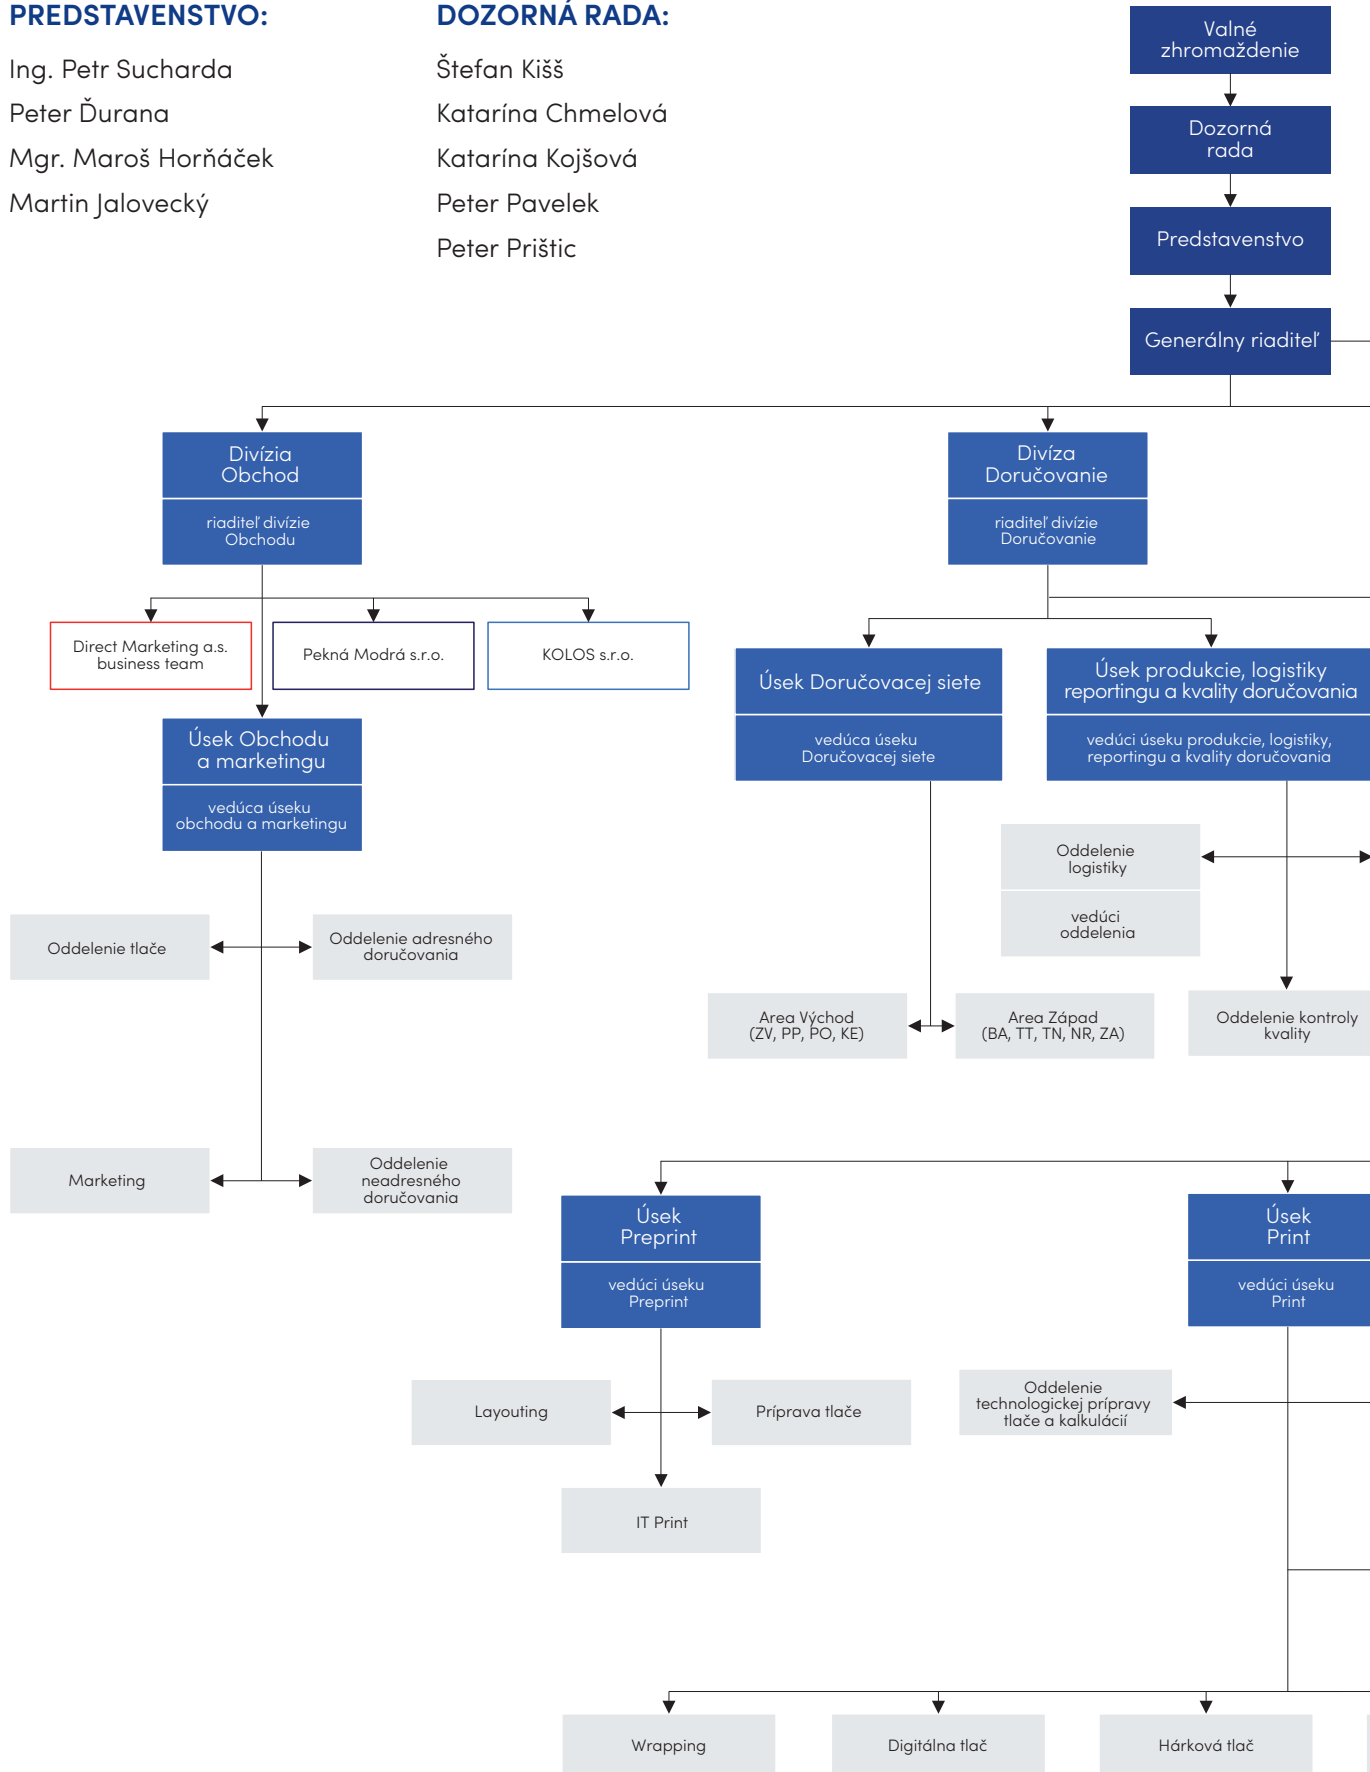 PREDSTAVENSTVO:
Ing. Petr Sucharda
Peter Ďurana
Mgr. Maroš Horňáček
Martin Jalovecký
DOZORNÁ RADA:
Štefan Kišš
Katarína Chmelová
Katarína Kojšová
Peter Pavelek
Peter Prištic
Valné
zhromaždenie
Dozorná
rada
Predstavenstvo
Generálny riaditeľ
Divízia
Obchod
riaditeľ divízie
Obchodu
Divíza
Doručovanie
riaditeľ divízie
Doručovanie
Direct Marketing a.s.
business team
Pekná Modrá s.r.o.
KOLOS s.r.o.
Úsek Obchodu
a marketingu
vedúca úseku
obchodu a marketingu
Úsek Doručovacej siete
vedúca úseku
Doručovacej siete
Úsek produkcie, logistiky
reportingu a kvality doručovania
vedúci úseku produkcie, logistiky,
reportingu a kvality doručovania
Oddelenie
logistiky
vedúci
oddelenia
Oddelenie tlače
Oddelenie adresného
doručovania
Area Východ
(ZV, PP, PO, KE)
Area Západ
(BA, TT, TN, NR, ZA)
Oddelenie kontroly
kvality
Marketing
Oddelenie
neadresného
doručovania
Úsek
Preprint
vedúci úseku
Preprint
Úsek
Print
vedúci úseku
Print
Layouting
Príprava tlače
Oddelenie
technologickej prípravy
tlače a kalkulácií
IT Print
Wrapping
Digitálna tlač
Hárková tlač